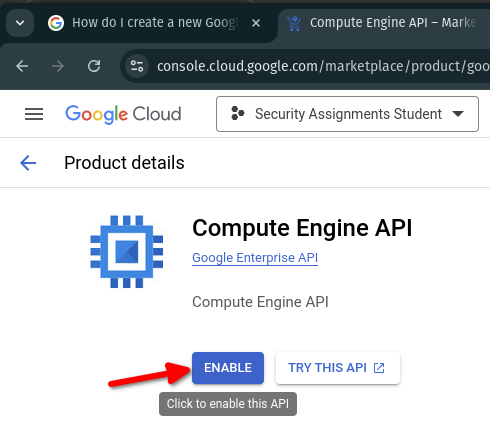 How do I create a new Goog
Compute Engine API – Marke
console.cloud.google.com/marketplace/product/goo
Google Cloud
Security Assignments Student
Product details
Compute Engine API
Google Enterprise API
Compute Engine API
ENABLE
TRY THIS API
Click to enable this API